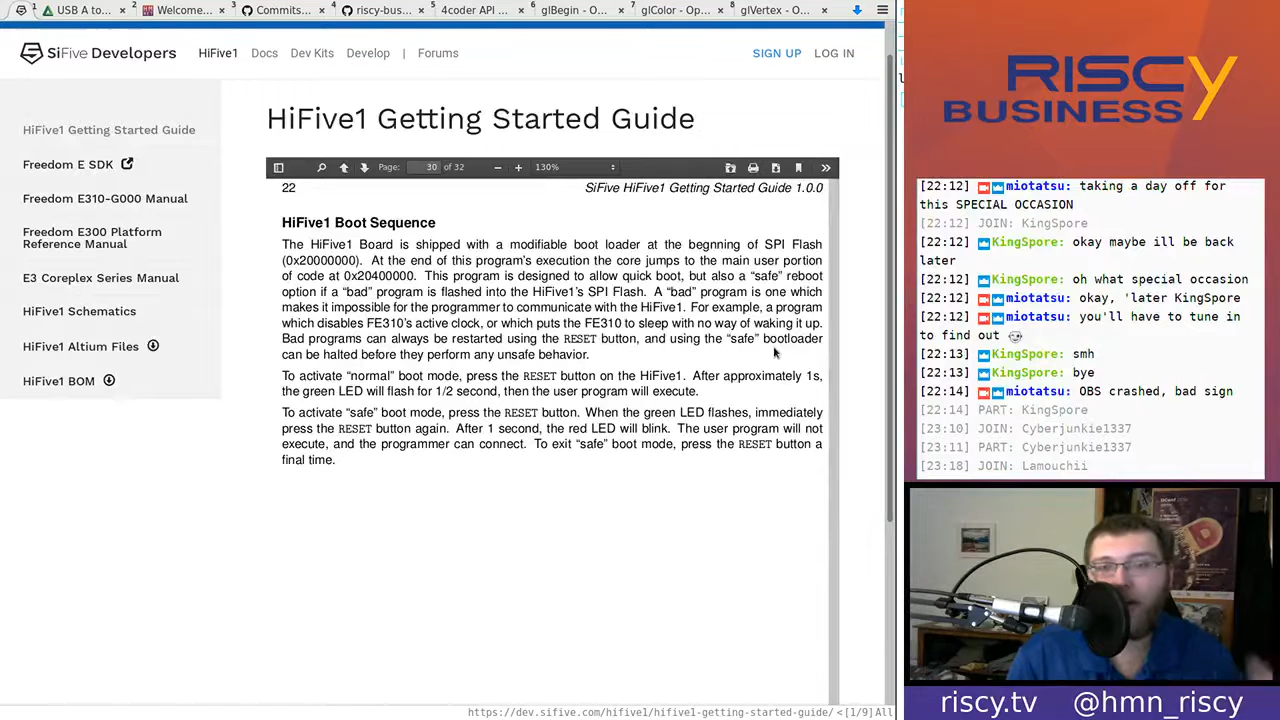 1 USB A to...
2 Welcome...
3 Commits...
4 riscy-bus...
5 4coder API ...
6 glBegin - O...
7 glColor - Op...
8 glVertex - O...
SiFive Developers
HiFive1
Docs
Dev Kits
Develop
|
Forums
SIGN UP
LOG IN
HiFive1 Getting Started Guide
Freedom E SDK
Freedom E310-G000 Manual
Freedom E300 Platform
Reference Manual
E3 Coreplex Series Manual
HiFive1 Schematics
HiFive1 Altium Files
HiFive1 BOM
HiFive1 Getting Started Guide
Page: 30 of 32
130%
22
SiFive HiFive1 Getting Started Guide 1.0.0
HiFive1 Boot Sequence
The HiFive1 Board is shipped with a modifiable boot loader at the begnning of SPI Flash
(0x20000000). At the end of this program's execution the core jumps to the main user portion
of code at 0x20400000. This program is designed to allow quick boot, but also a “safe” reboot
option if a “bad” program is flashed into the HiFive1's SPI Flash. A “bad” program is one which
makes it impossible for the programmer to communicate with the HiFive1. For example, a program
which disables FE310's active clock, or which puts the FE310 to sleep with no way of waking it up.
Bad programs can always be restarted using the RESET button, and using the “safe” bootloader
can be halted before they perform any unsafe behavior.
To activate “normal” boot mode, press the RESET button on the HiFive1. After approximately 1s,
the green LED will flash for 1/2 second, then the user program will execute.
To activate “safe” boot mode, press the RESET button. When the green LED flashes, immediately
press the RESET button again. After 1 second, the red LED will blink. The user program will not
execute, and the programmer can connect. To exit “safe” boot mode, press the RESET button a
final time.
https://dev.sifive.com/hifive1/hifive1-getting-started-guide/ <[1/9]All
RISCY
BUSINESS
[22:12] miotatsu: taking a day off for
this SPECIAL OCCASION
[22:12] JOIN: KingSpore
[22:12] KingSpore: okay maybe ill be back
later
[22:12] KingSpore: oh what special occasion
[22:12] miotatsu: okay, 'later KingSpore
[22:12] miotatsu: you'll have to tune in
to find out
[22:13] KingSpore: smh
[22:13] KingSpore: bye
[22:14] miotatsu: OBS crashed, bad sign
[22:14] PART: KingSpore
[23:10] JOIN: Cyberjunkie1337
[23:11] PART: Cyberjunkie1337
[23:18] JOIN: Lamouchii
riscy.tv @hmn_riscy